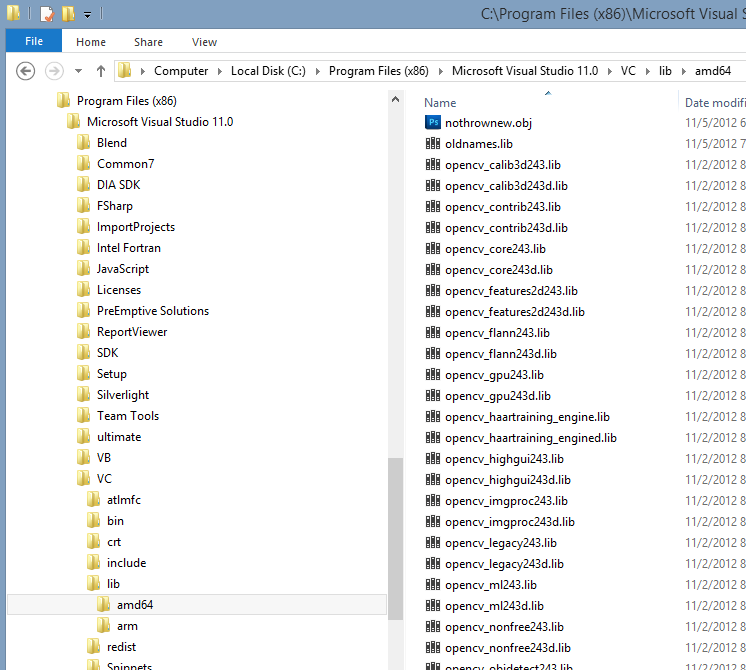 C:\Program Files (x86)\Microsoft Visual S
File Home Share View
Computer Local Disk (C:) Program Files (x86) Microsoft Visual Studio 11.0 VC lib amd64
Program Files (x86)
Microsoft Visual Studio 11.0
Blend
Common7
DIA SDK
FSharp
ImportProjects
Intel Fortran
JavaScript
Licenses
PreEmptive Solutions
ReportViewer
SDK
Setup
Silverlight
Team Tools
ultimate
VB
VC
atlmfc
bin
crt
include
lib
amd64
arm
redist
Snippets
Name Date modifi
Ps nothrownew.obj 11/5/2012 6
oldnames.lib 11/5/2012 7
opencv_calib3d243.lib 11/2/2012 8
opencv_calib3d243d.lib 11/2/2012 8
opencv_contrib243.lib 11/2/2012 8
opencv_contrib243d.lib 11/2/2012 8
opencv_core243.lib 11/2/2012 8
opencv_core243d.lib 11/2/2012 8
opencv_features2d243.lib 11/2/2012 8
opencv_features2d243d.lib 11/2/2012 8
opencv_flann243.lib 11/2/2012 8
opencv_flann243d.lib 11/2/2012 8
opencv_gpu243.lib 11/2/2012 8
opencv_gpu243d.lib 11/2/2012 8
opencv_haartraining_engine.lib 11/2/2012 8
opencv_haartraining_engined.lib 11/2/2012 8
opencv_highgui243.lib 11/2/2012 8
opencv_highgui243d.lib 11/2/2012 8
opencv_imgproc243.lib 11/2/2012 8
opencv_imgproc243d.lib 11/2/2012 8
opencv_legacy243.lib 11/2/2012 8
opencv_legacy243d.lib 11/2/2012 8
opencv_ml243.lib 11/2/2012 8
opencv_ml243d.lib 11/2/2012 8
opencv_nonfree243.lib 11/2/2012 8
opencv_nonfree243d.lib 11/2/2012 8
opencv_objdetect243.lib 11/2/2012 8